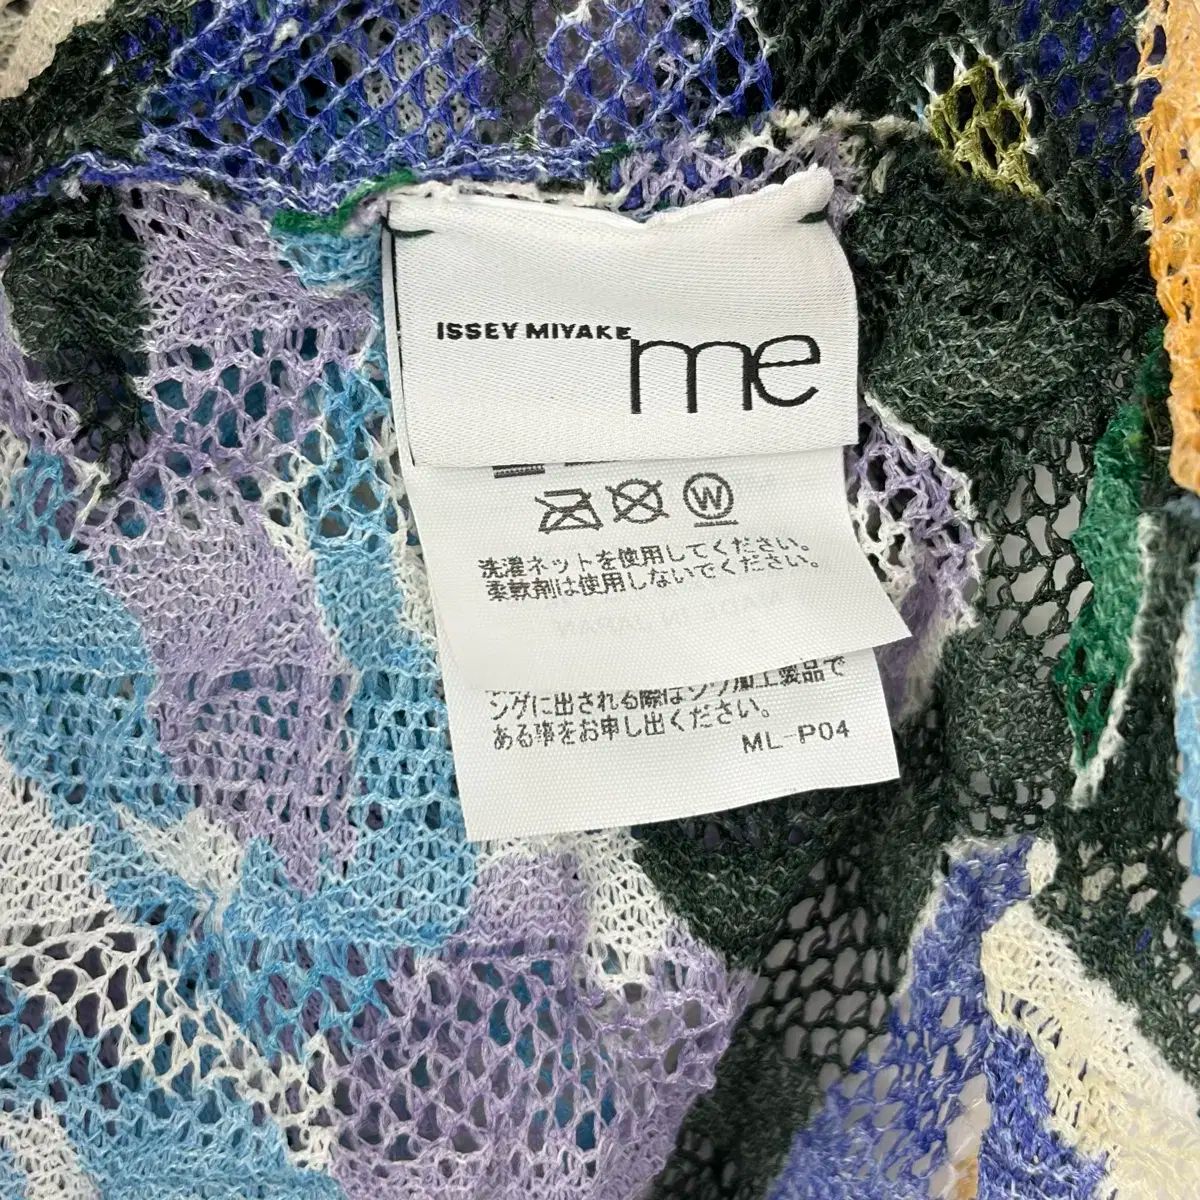 ISSEY MIYAKE
me
W
洗濯ネットを使用してください。
柔軟剤は使用しないでください。
ングに出される際はシワ加工製品で
ある事をお申し出ください。
ML-P04